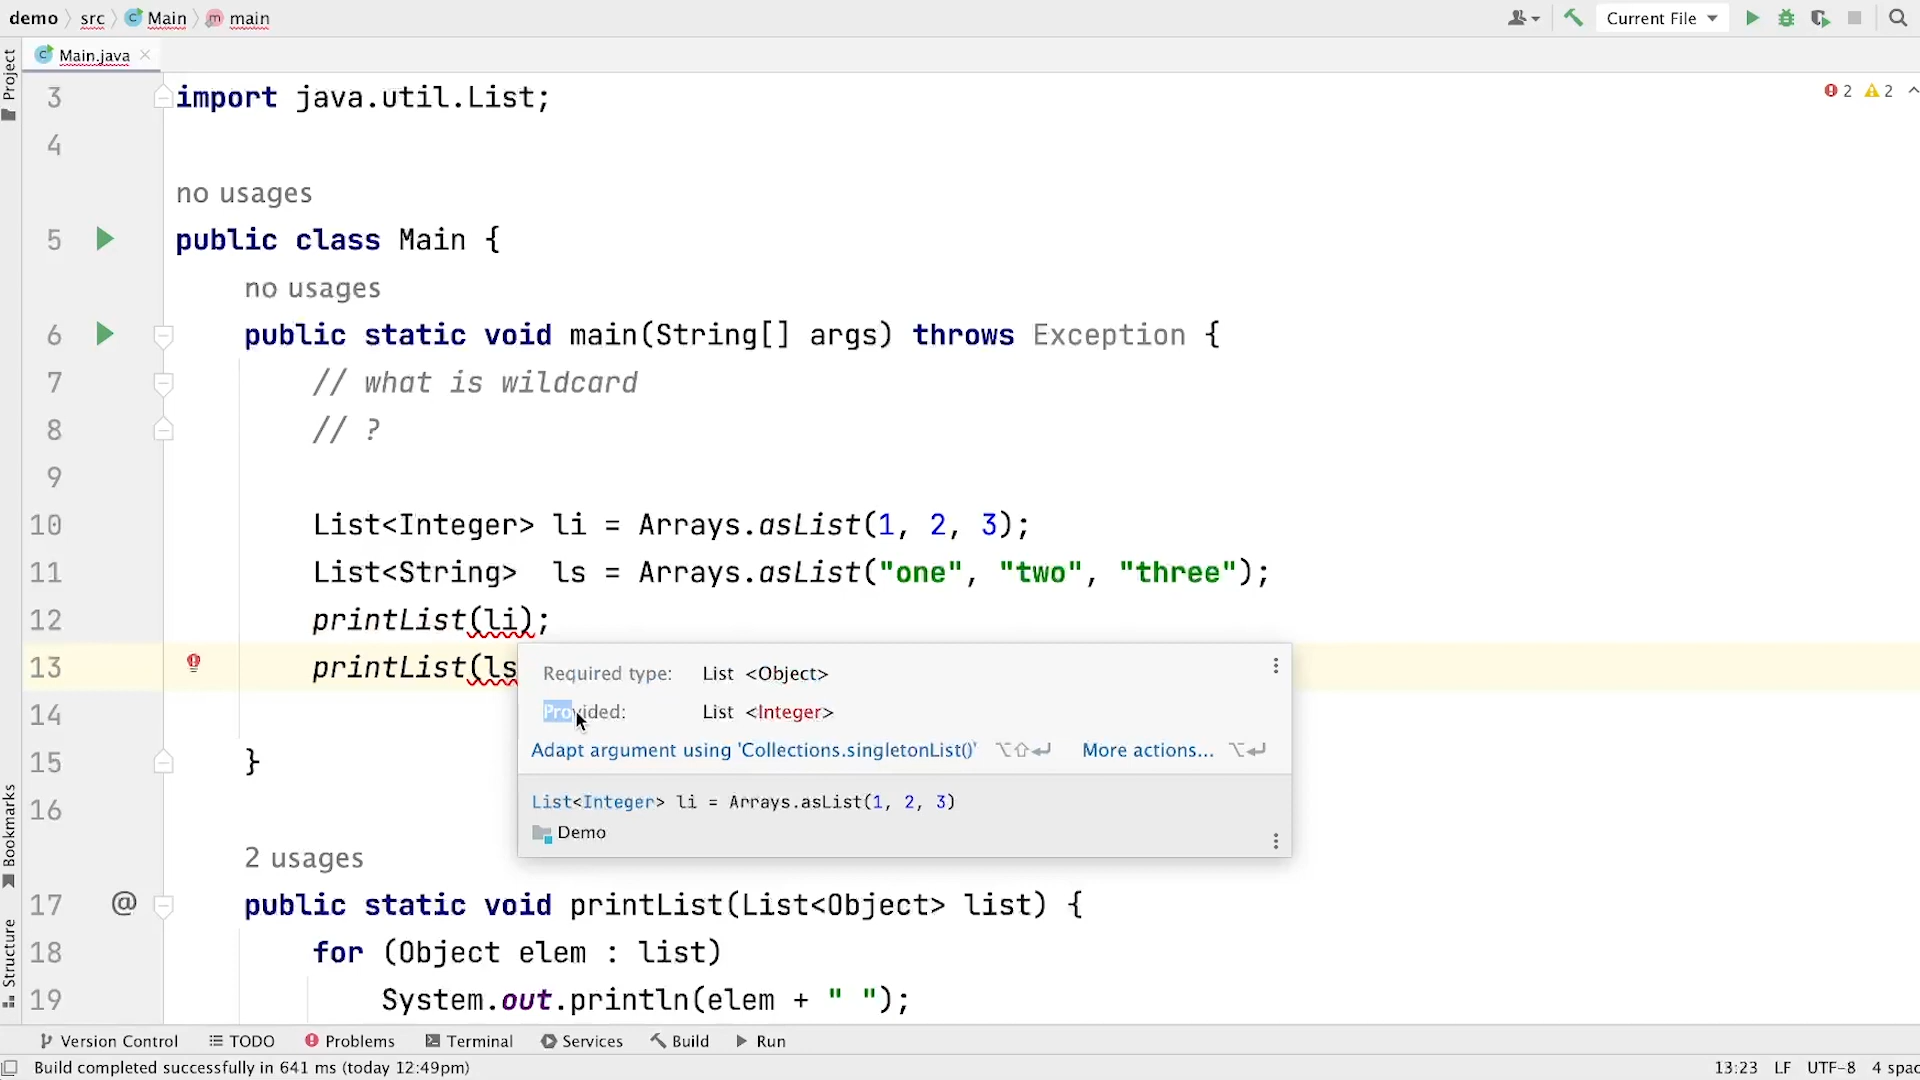 demo src Main main
Current File
Project
Main.java
2 2
3 import java.util.List;
4
no usages
5 public class Main {
no usages
6 public static void main(String[] args) throws Exception {
7 // what is wildcard
8 // ?
9
10 List<Integer> li = Arrays.asList(1, 2, 3);
11 List<String> ls = Arrays.asList("one", "two", "three");
12 printList(li);
13 printList(ls
Required type: List <Object>
14
Provided: List <Integer>
Adapt argument using 'Collections.singletonList()' ⌥⇧↩ More actions... ⌥↩
15 }
List<Integer> li = Arrays.asList(1, 2, 3)
16
Demo
Bookmarks
2 usages
17 @ public static void printList(List<Object> list) {
18 for (Object elem : list)
Structure
19 System.out.println(elem + " ");
Version Control TODO Problems Terminal Services Build Run
Build completed successfully in 641 ms (today 12:49pm) 13:23 LF UTF-8 4 spac